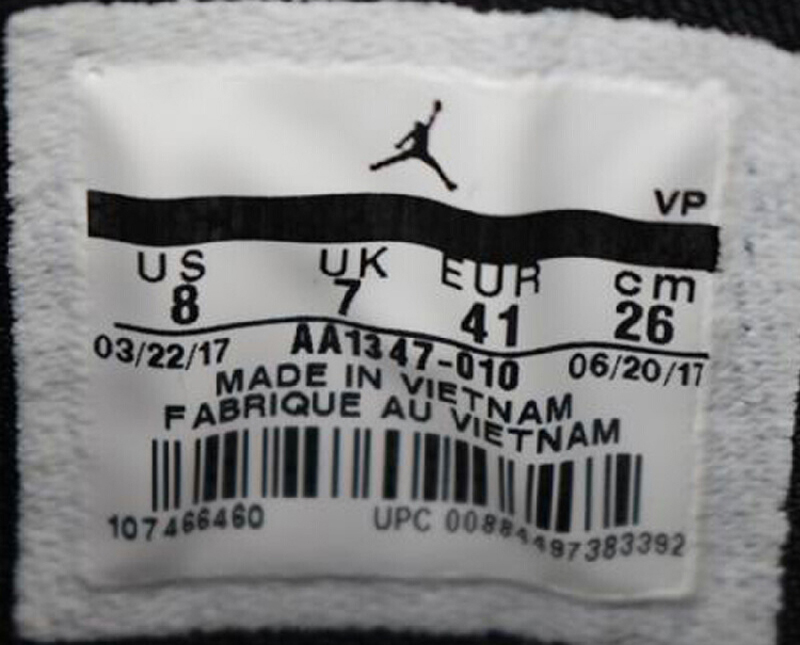 VP
US UK EUR cm
8 7 41 26
03/22/17 AA1347-010 06/20/17
MADE IN VIETNAM
FABRIQUE AU VIETNAM
107466460 UPC 00884497383392